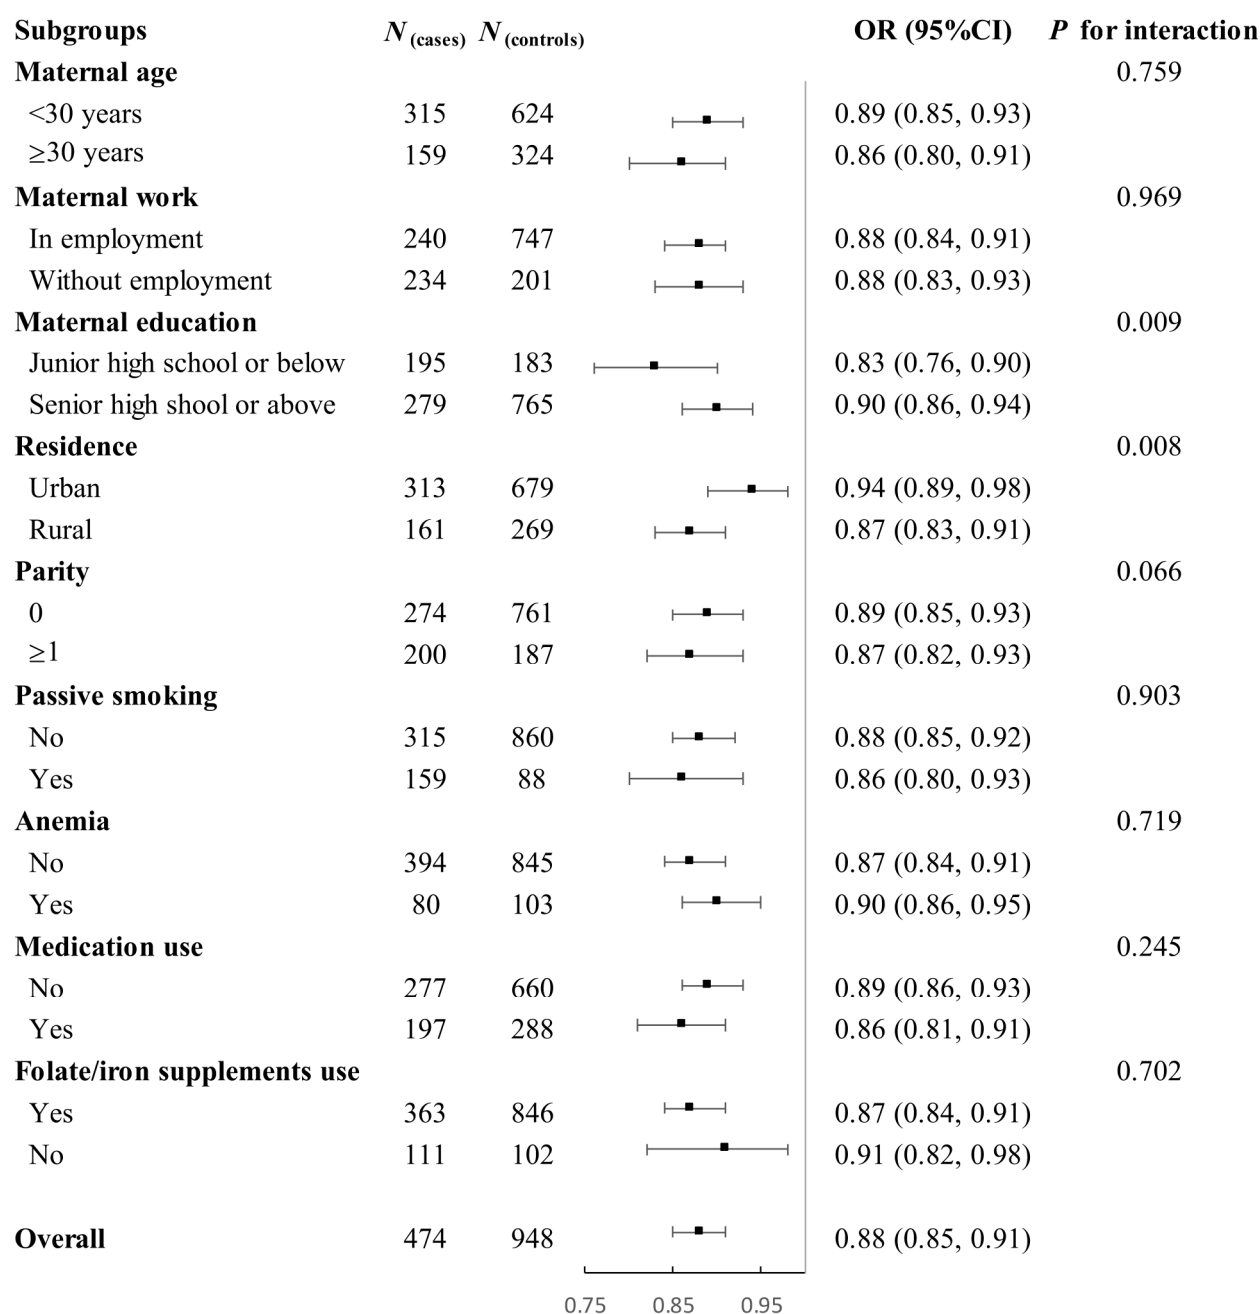 Subgroups N (cases) N (controls) OR (95%CI) P for interaction
Maternal age 0.759
<30 years 315 624 0.89 (0.85, 0.93)
≥30 years 159 324 0.86 (0.80, 0.91)
Maternal work 0.969
In employment 240 747 0.88 (0.84, 0.91)
Without employment 234 201 0.88 (0.83, 0.93)
Maternal education 0.009
Junior high school or below 195 183 0.83 (0.76, 0.90)
Senior high shool or above 279 765 0.90 (0.86, 0.94)
Residence 0.008
Urban 313 679 0.94 (0.89, 0.98)
Rural 161 269 0.87 (0.83, 0.91)
Parity 0.066
0 274 761 0.89 (0.85, 0.93)
≥1 200 187 0.87 (0.82, 0.93)
Passive smoking 0.903
No 315 860 0.88 (0.85, 0.92)
Yes 159 88 0.86 (0.80, 0.93)
Anemia 0.719
No 394 845 0.87 (0.84, 0.91)
Yes 80 103 0.90 (0.86, 0.95)
Medication use 0.245
No 277 660 0.89 (0.86, 0.93)
Yes 197 288 0.86 (0.81, 0.91)
Folate/iron supplements use 0.702
Yes 363 846 0.87 (0.84, 0.91)
No 111 102 0.91 (0.82, 0.98)
Overall 474 948 0.88 (0.85, 0.91)
0.75 0.85 0.95